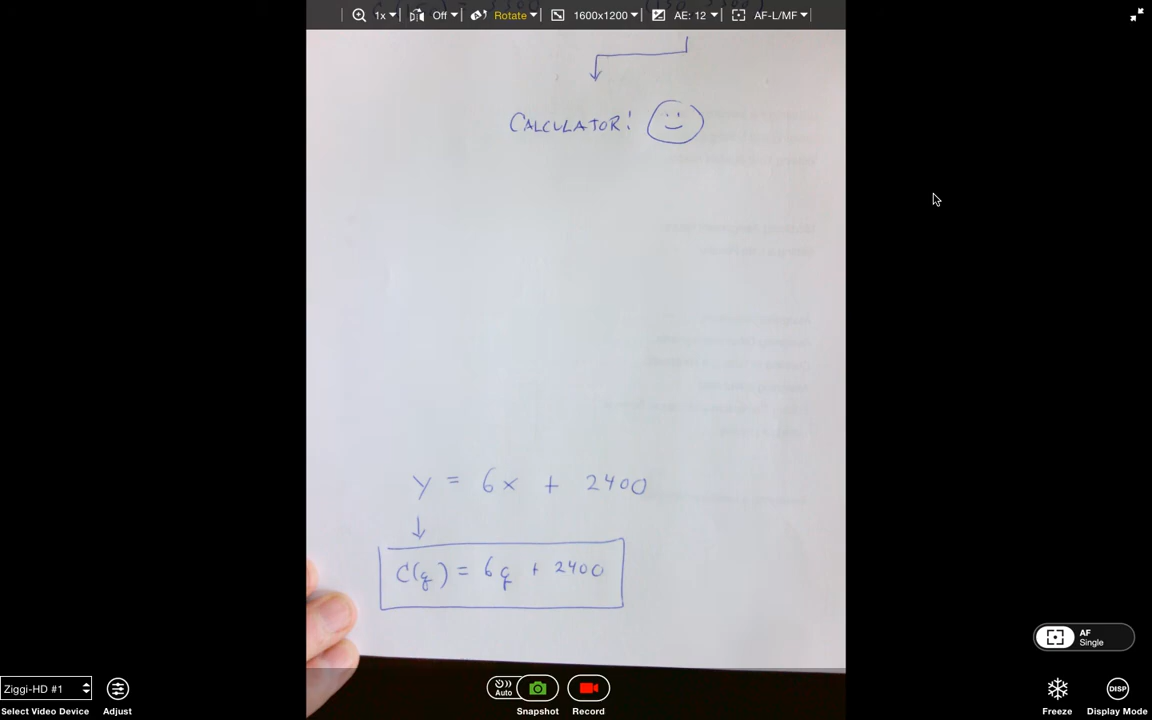 1x Off Rotate 1600x1200 AE: 12 AF-L/MF
CALCULATOR!
y = 6x + 2400
C(q) = 6q + 2400
AF
Single
Ziggi-HD #1
Auto
Select Video Device Adjust Snapshot Record Freeze Display Mode
DISP